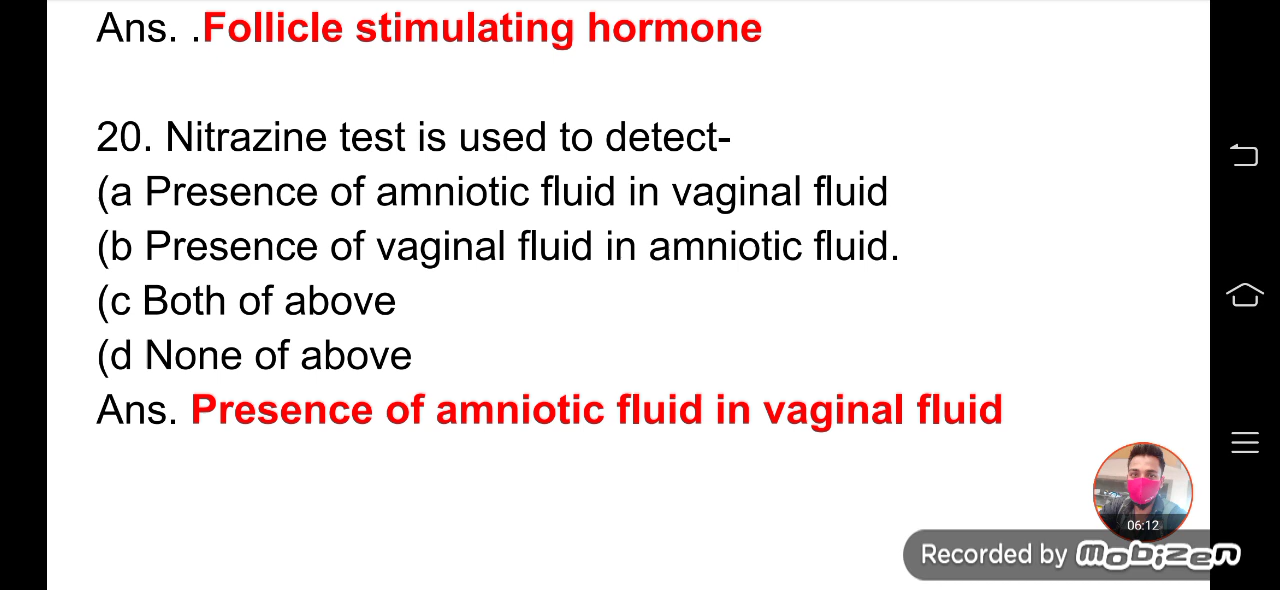 Ans. .Follicle stimulating hormone
20. Nitrazine test is used to detect-
(a Presence of amniotic fluid in vaginal fluid
(b Presence of vaginal fluid in amniotic fluid.
(c Both of above
(d None of above
Ans. Presence of amniotic fluid in vaginal fluid
06:12
Recorded by Mobizen